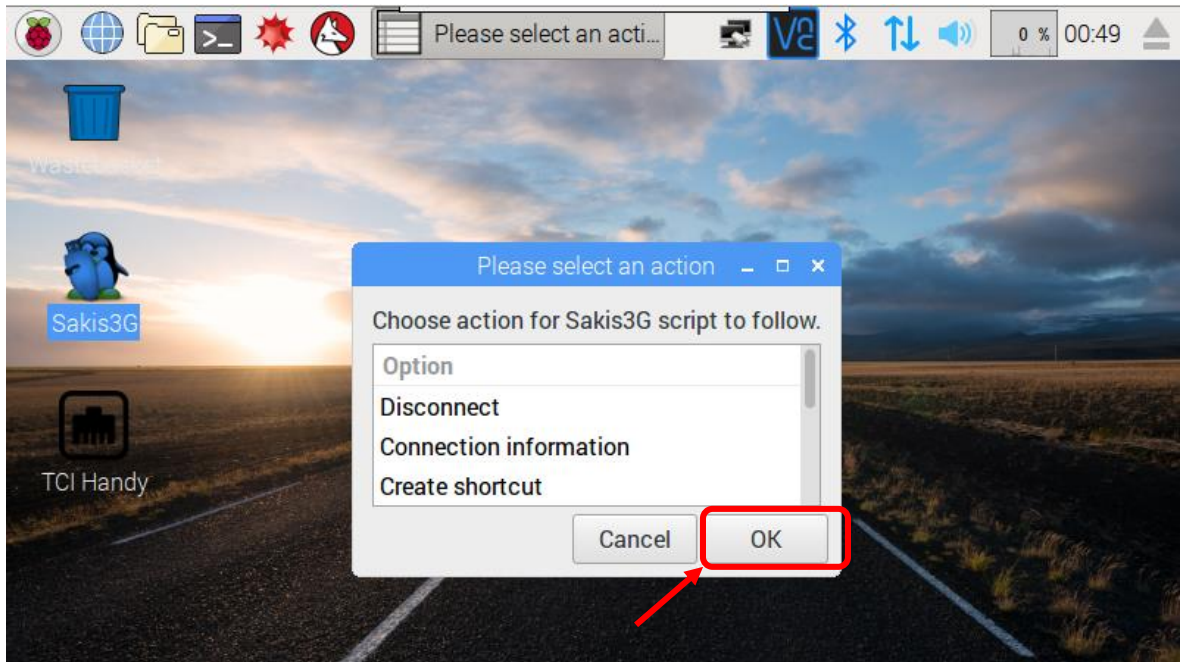 Please select an acti...
0 %
00:49
Wastebasket
Sakis3G
TCI Handy
Please select an action
Choose action for Sakis3G script to follow.
Option
Disconnect
Connection information
Create shortcut
Cancel
OK